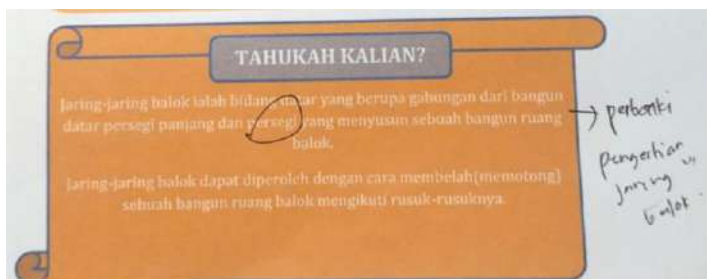 TAHUKAH KALIAN?
Jaring-jaring balok ialah bidang datar yang berupa gabungan dari bangun
datar persegi panjang dan persegi yang menyusun sebuah bangun ruang
balok.
Jaring-jaring balok dapat diperoleh dengan cara membelah(memotong)
sebuah bangun ruang balok mengikuti rusuk-rusuknya.
perbaiki
pengertian
jaring"
balok.